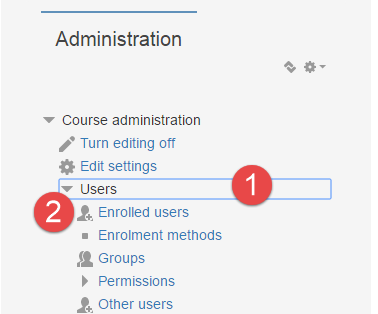 Administration
Course administration
Turn editing off
Edit settings
Users 1
2 Enrolled users
Enrolment methods
Groups
Permissions
Other users